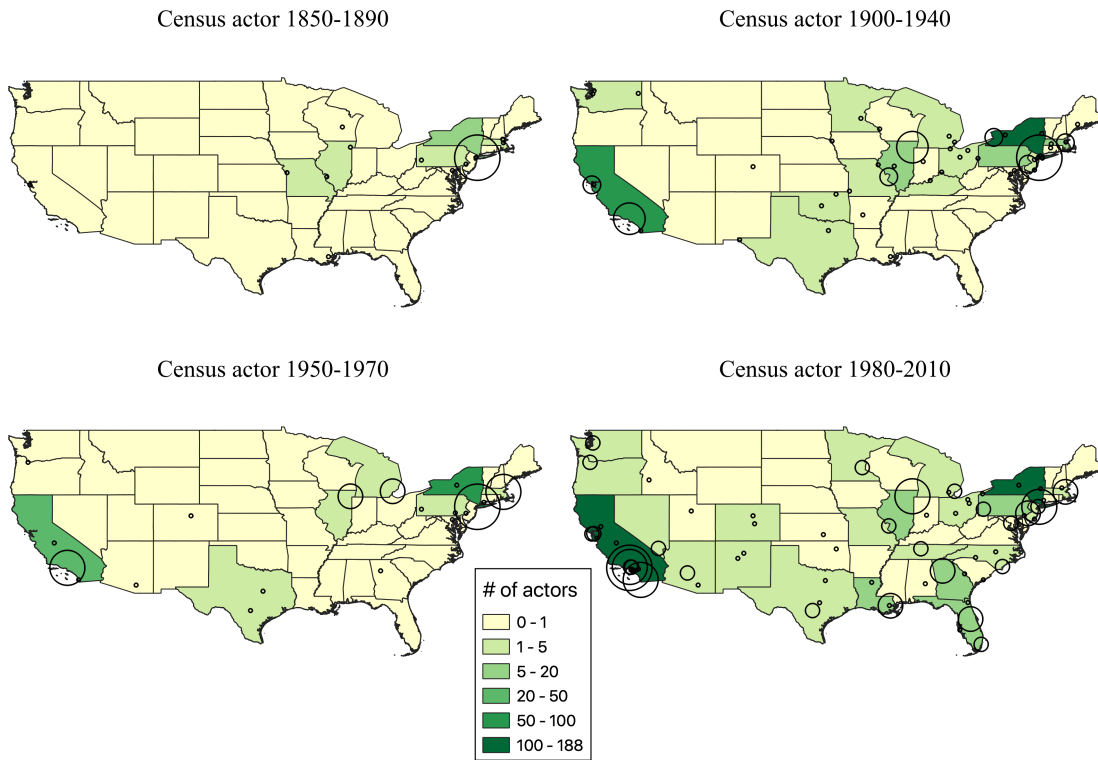 Census actor 1850-1890
Census actor 1900-1940
Census actor 1950-1970
Census actor 1980-2010
# of actors
0 - 1
1 - 5
5 - 20
20 - 50
50 - 100
100 - 188